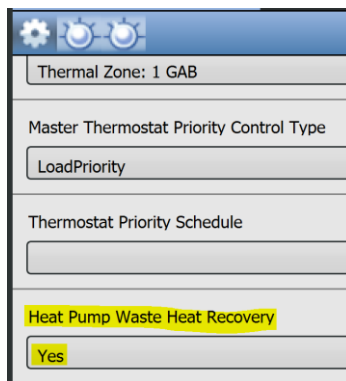 Thermal Zone: 1 GAB
Master Thermostat Priority Control Type
LoadPriority
Thermostat Priority Schedule
Heat Pump Waste Heat Recovery
Yes